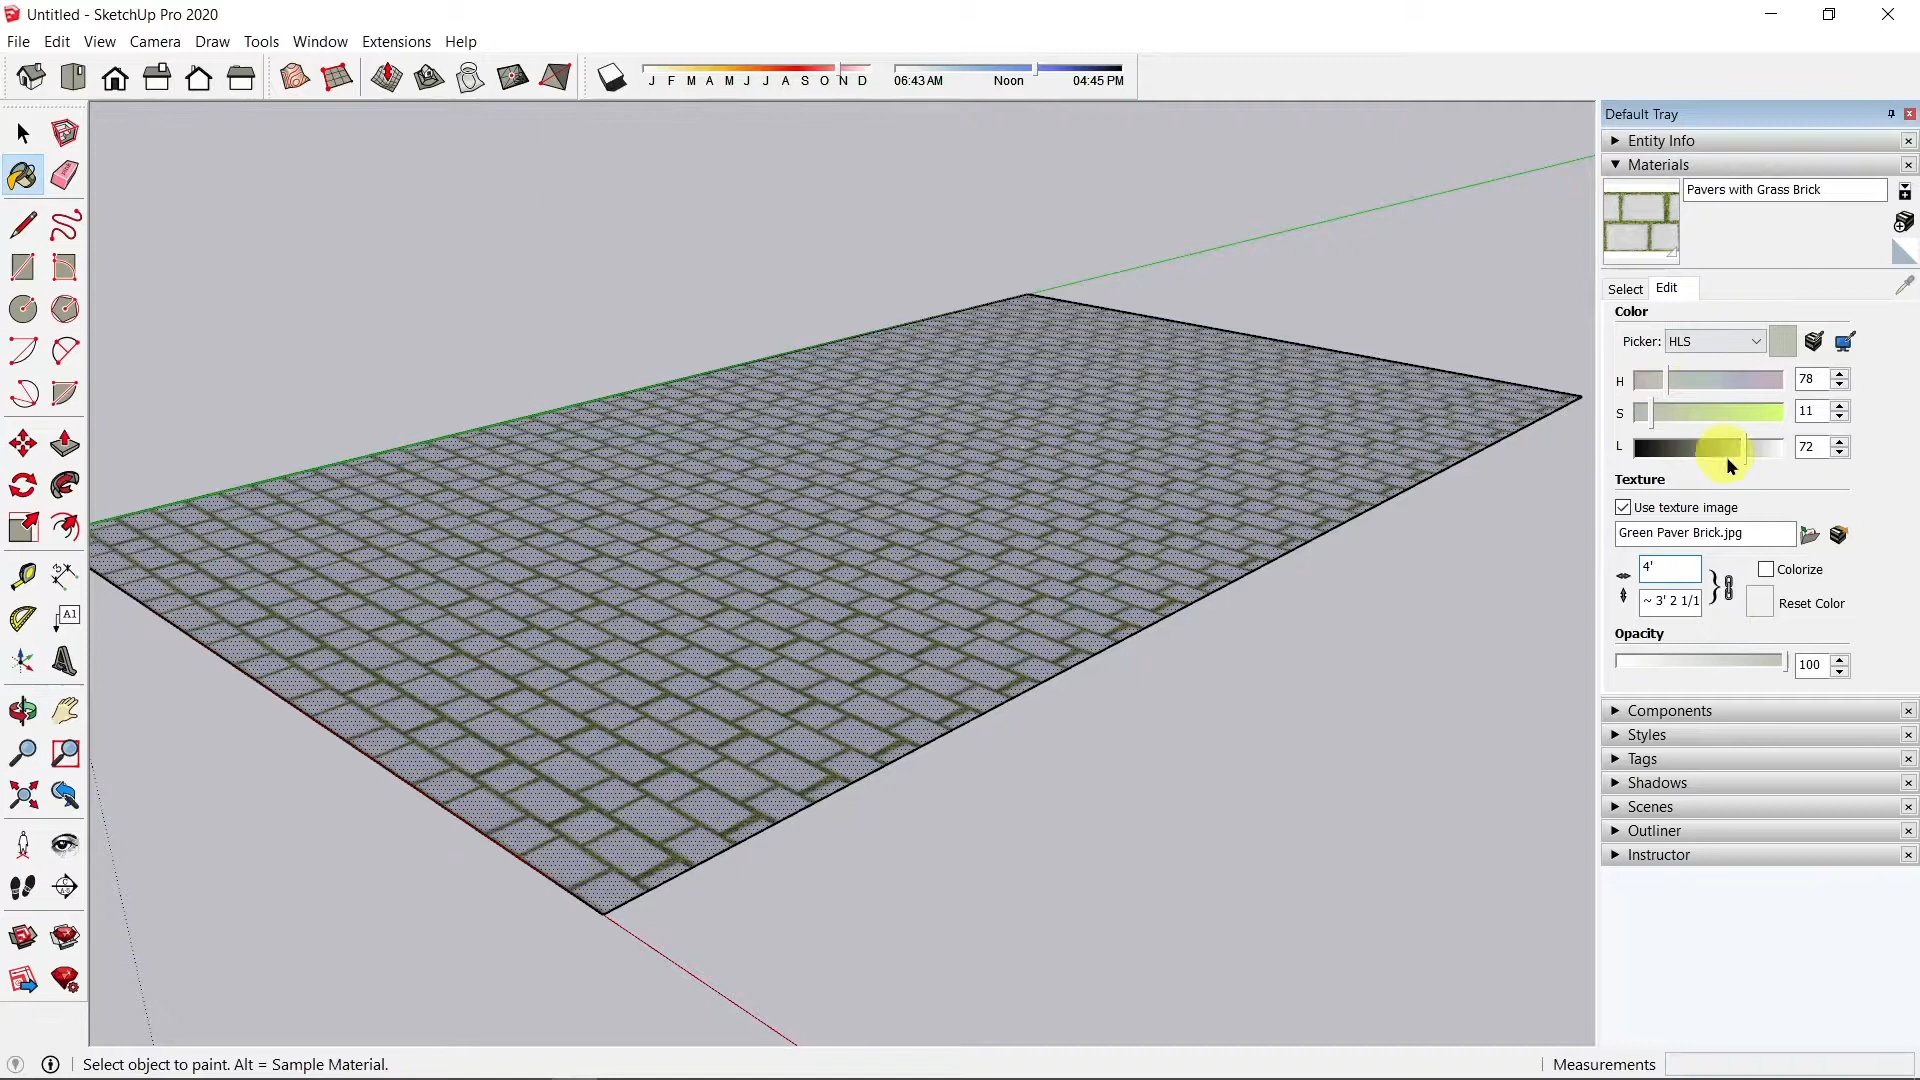 Untitled - SketchUp Pro 2020
File Edit View Camera Draw Tools Window Extensions Help
J F M A M J J A S O N D
06:43 AM Noon 04:45 PM
Default Tray
Entity Info
Materials
Pavers with Grass Brick
Select Edit
Color
Picker: HLS
H 78
S 11
L 72
Texture
Use texture image
Green Paver Brick.jpg
4'
Colorize
~ 3' 2 1/1
Reset Color
Opacity
100
Components
Styles
Tags
Shadows
Scenes
Outliner
Instructor
Select object to paint. Alt = Sample Material.
Measurements